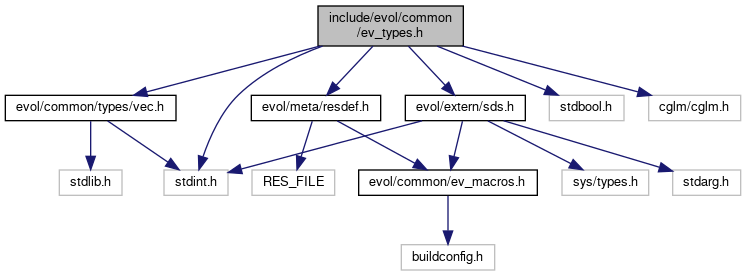 include/evol/common
/ev_types.h
evol/common/types/vec.h
evol/meta/resdef.h
evol/extern/sds.h
stdbool.h
cglm/cglm.h
stdlib.h
stdint.h
RES_FILE
evol/common/ev_macros.h
sys/types.h
stdarg.h
buildconfig.h